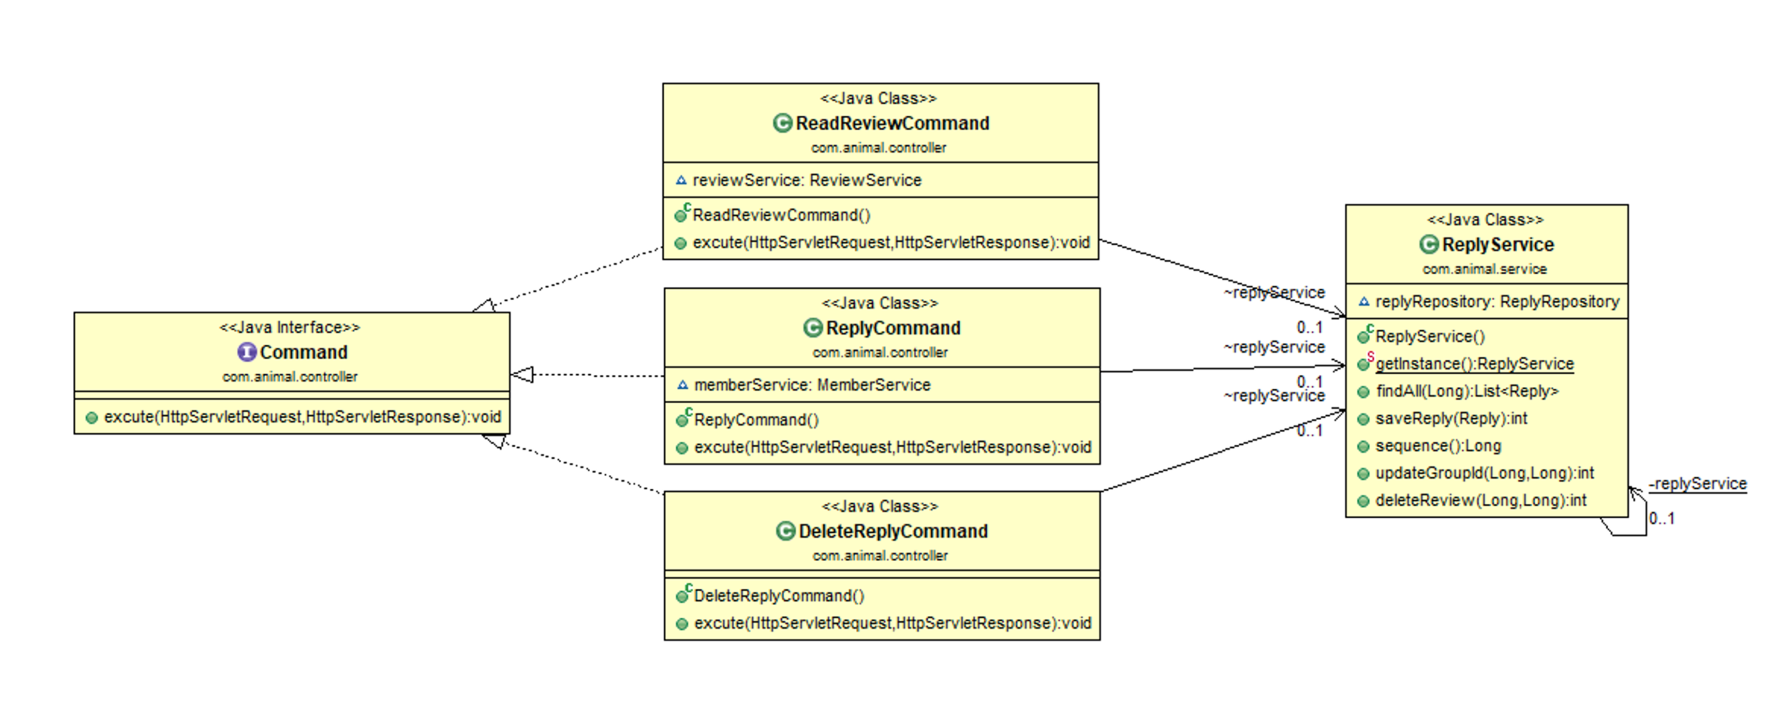 <<Java Class>>
ReadReviewCommand
com.animal.controller
reviewService: ReviewService
ReadReviewCommand()
excute(HttpServletRequest,HttpServletResponse):void
<<Java Interface>>
Command
com.animal.controller
excute(HttpServletRequest,HttpServletResponse):void
<<Java Class>>
ReplyCommand
com.animal.controller
memberService: MemberService
ReplyCommand()
excute(HttpServletRequest,HttpServletResponse):void
<<Java Class>>
DeleteReplyCommand
com.animal.controller
DeleteReplyCommand()
excute(HttpServletRequest,HttpServletResponse):void
~replyService
0..1
~replyService
0..1
~replyService
0..1
<<Java Class>>
ReplyService
com.animal.service
replyRepository: ReplyRepository
ReplyService()
getInstance():ReplyService
findAll(Long):List<Reply>
saveReply(Reply):int
sequence():Long
updateGroupId(Long,Long):int
deleteReview(Long,Long):int
-replyService
0..1